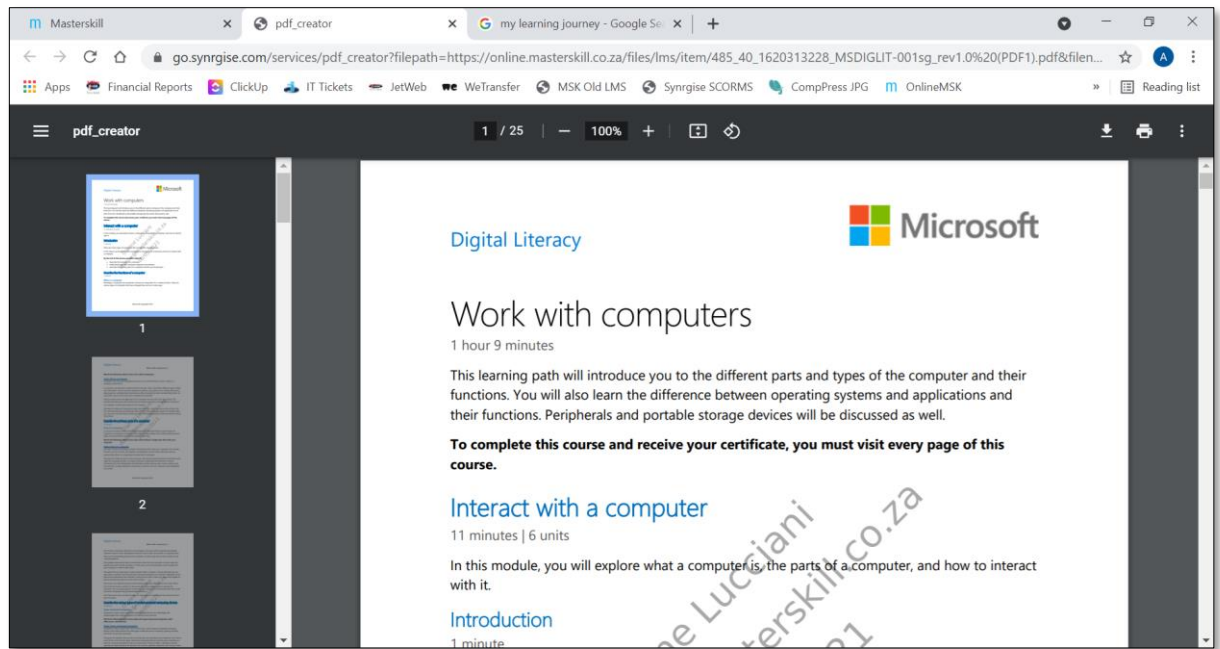 Masterskill
pdf_creator
my learning journey - Google Se
go.synrgise.com/services/pdf_creator?filepath=https://online.masterskill.co.za/files/lms/item/485_40_1620313228_MSDIGLIT-001sg_rev1.0%20(PDF1).pdf&filen...
A
Apps Financial Reports ClickUp IT Tickets JetWeb WeTransfer MSK Old LMS Synrgise SCORMS CompPress JPG OnlineMSK » Reading list
pdf_creator 1 / 25 100%
1
2
Microsoft
Digital Literacy
Work with computers
1 hour 9 minutes
This learning path will introduce you to the different parts and types of the computer and their
functions. You will also learn the difference between operating systems and applications and
their functions. Peripherals and portable storage devices will be discussed as well.
To complete this course and receive your certificate, you must visit every page of this
course.
Interact with a computer
11 minutes | 6 units
In this module, you will explore what a computer is, the parts of a computer, and how to interact
with it.
Introduction
1 minute
Lucciani